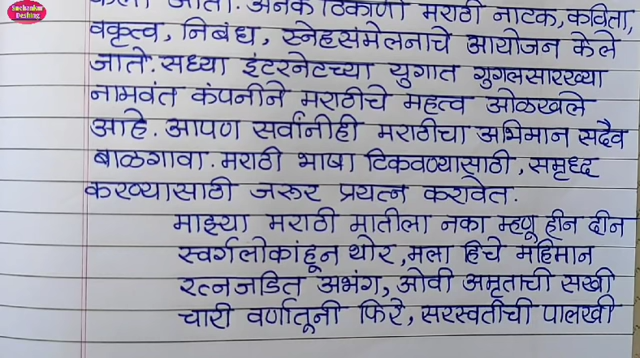 Suchankar Deshing
केला जातो. अनेक ठिकाणी मराठी नाटक, कविता,
वक्तृत्व, निबंध, स्नेहसंमेलनाचे आयोजन केले
जाते. सध्या इंटरनेटच्या युगात गुगलसारख्या
नामवंत कंपनीने मराठीचे महत्व ओळखले
आहे. आपण सर्वांनीही मराठीचा अभिमान सदैव
बाळगावा. मराठी भाषा टिकवण्यासाठी, समृध्द
करण्यासाठी जरूर प्रयत्न करावेत.
माझ्या मराठी मातीला नका म्हणू हीन दीन
स्वर्गलोकांहून थोर, मला हिचे महिमान
रत्नजडित अभंग, ओवी अमृताची सखी
चारी वर्णातूनी फिरे, सरस्वतीची पालखी